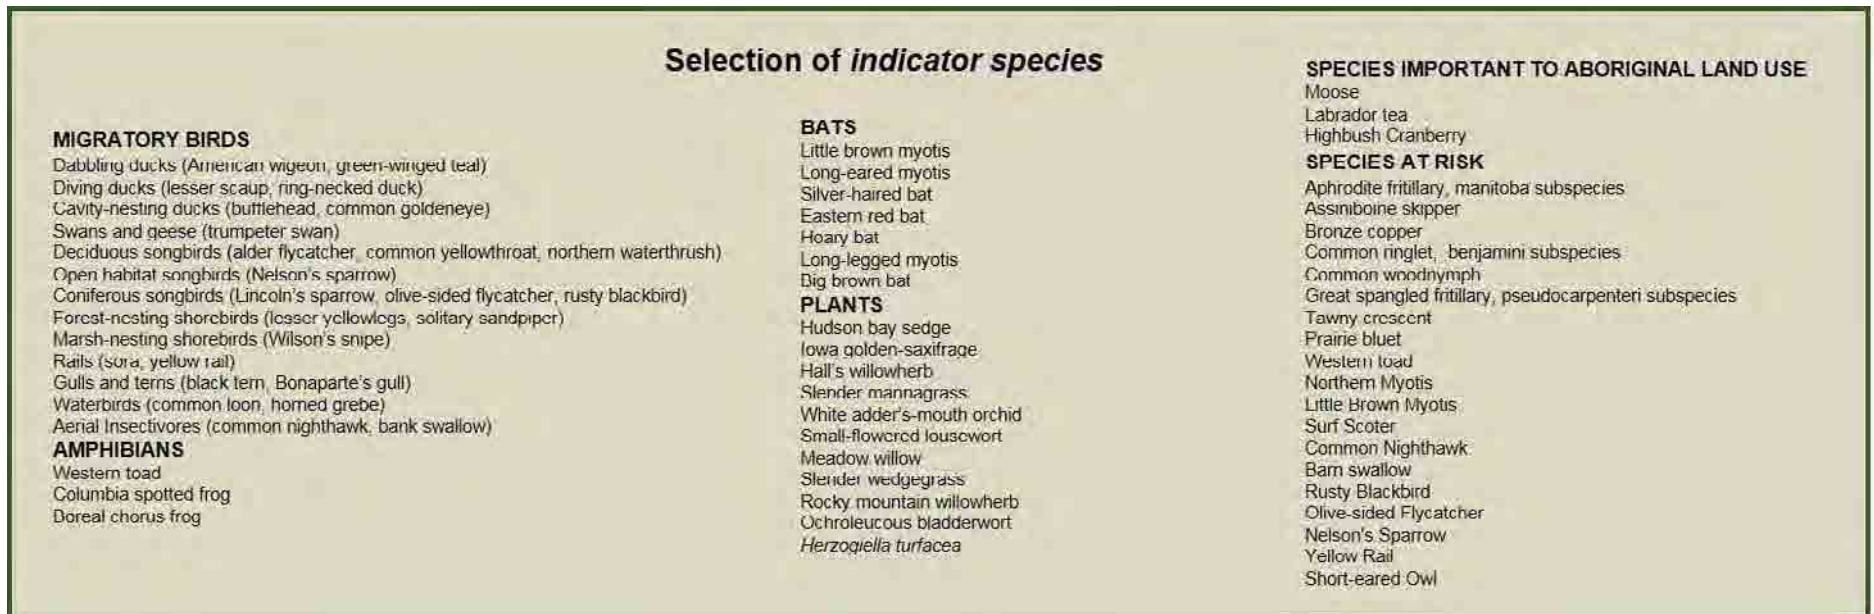 Selection of indicator species
MIGRATORY BIRDS
Dabbling ducks (American wigeon, green-winged teal)
Diving ducks (lesser scaup, ring-necked duck)
Cavity-nesting ducks (bufflehead, common goldeneye)
Swans and geese (trumpeter swan)
Deciduous songbirds (alder flycatcher, common yellowthroat, northern waterthrush)
Open habitat songbirds (Nelson's sparrow)
Coniferous songbirds (Lincoln's sparrow, olive-sided flycatcher, rusty blackbird)
Forest-nesting shorebirds (lesser yellowlegs, solitary sandpiper)
Marsh-nesting shorebirds (Wilson's snipe)
Rails (sora, yellow rail)
Gulls and terns (black tern, Bonaparte's gull)
Waterbirds (common loon, horned grebe)
Aerial Insectivores (common nighthawk, bank swallow)
AMPHIBIANS
Western toad
Columbia spotted frog
Boreal chorus frog
BATS
Little brown myotis
Long-eared myotis
Silver-haired bat
Eastern red bat
Hoary bat
Long-legged myotis
Big brown bat
PLANTS
Hudson bay sedge
Iowa golden-saxifrage
Hall's willowherb
Slender mannagrass
White adder's-mouth orchid
Small-flowered lousewort
Meadow willow
Slender wedgegrass
Rocky mountain willowherb
Ochroleucous bladderwort
Herzogiella turfacea
SPECIES IMPORTANT TO ABORIGINAL LAND USE
Moose
Labrador tea
Highbush Cranberry
SPECIES AT RISK
Aphrodite fritillary, manitoba subspecies
Assiniboine skipper
Bronze copper
Common ringlet, benjamini subspecies
Common woodnymph
Great spangled fritillary, pseudocarpenteri subspecies
Tawny crescent
Prairie bluet
Western toad
Northern Myotis
Little Brown Myotis
Surf Scoter
Common Nighthawk
Barn swallow
Rusty Blackbird
Olive-sided Flycatcher
Nelson's Sparrow
Yellow Rail
Short-eared Owl